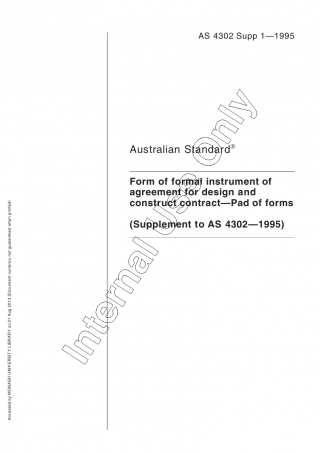 AS 4302 Supp 1—1995
Australian Standard®
Form of formal instrument of
agreement for design and
construct contract—Pad of forms
(Supplement to AS 4302—1995)
Internal Use Only
Accessed by MONASH UNIVERSITY LIBRARY on 21 Aug 2013 (Document currency not guaranteed when printed)